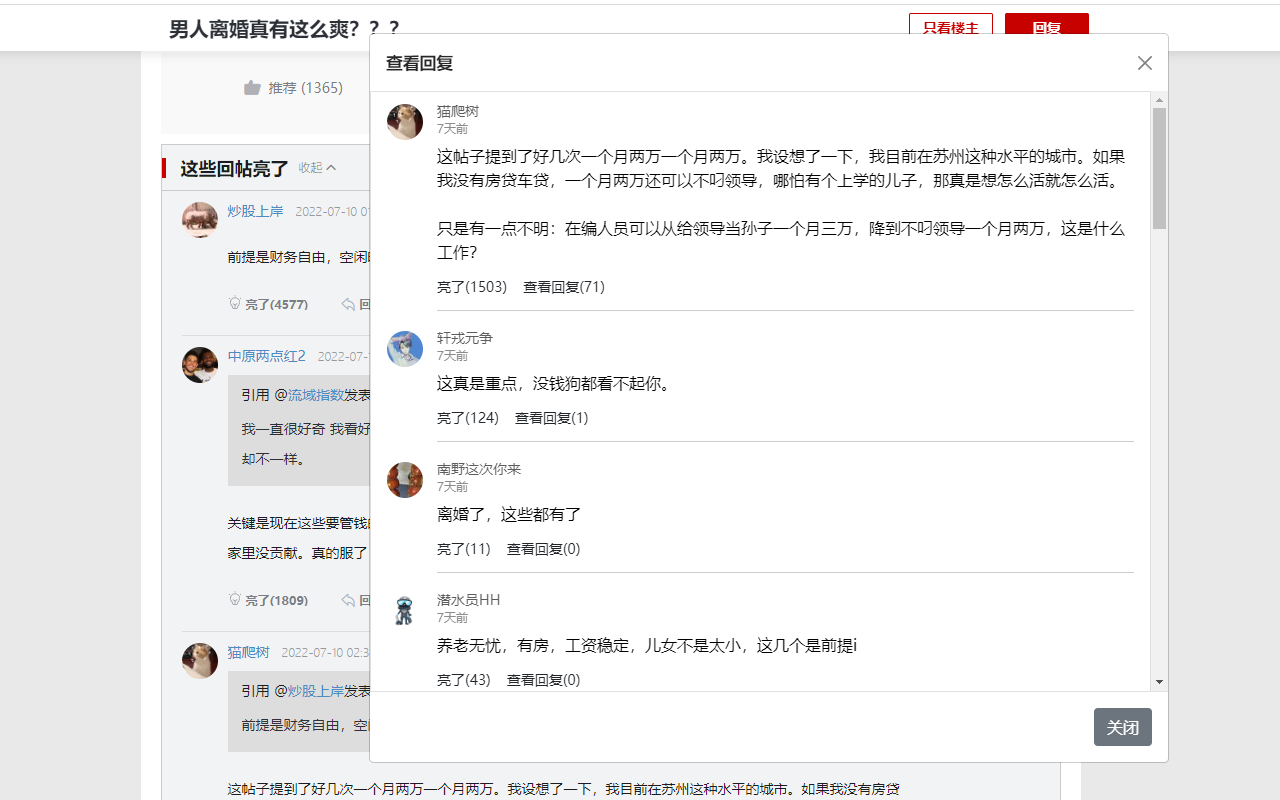 男人离婚真有这么爽？？？
只看楼主
回复
推荐 (1365)
这些回帖亮了
收起
炒股上岸
2022-07-10 01
前提是财务自由，空闲
亮了(4577)
回
中原两点红2
2022-07-
引用 @流域指数发表
我一直很好奇 我看好
却不一样。
关键是现在这些要管钱
家里没贡献。真的服了
亮了(1809)
回
猫爬树
2022-07-10 02:3
引用 @炒股上岸发表
前提是财务自由，空
这帖子提到了好几次一个月两万一个月两万。我设想了一下，我目前在苏州这种水平的城市。如果我没有房贷
查看回复
猫爬树
7天前
这帖子提到了好几次一个月两万一个月两万。我设想了一下，我目前在苏州这种水平的城市。如果
我没有房贷车贷，一个月两万还可以不叼领导，哪怕有个上学的儿子，那真是想怎么活就怎么活。
只是有一点不明：在编人员可以从给领导当孙子一个月三万，降到不叼领导一个月两万，这是什么
工作？
亮了(1503)
查看回复(71)
轩戎元争
7天前
这真是重点，没钱狗都看不起你。
亮了(124)
查看回复(1)
南野这次你来
7天前
离婚了，这些都有了
亮了(11)
查看回复(0)
潜水员HH
7天前
养老无忧，有房，工资稳定，儿女不是太小，这几个是前提i
亮了(43)
查看回复(0)
关闭